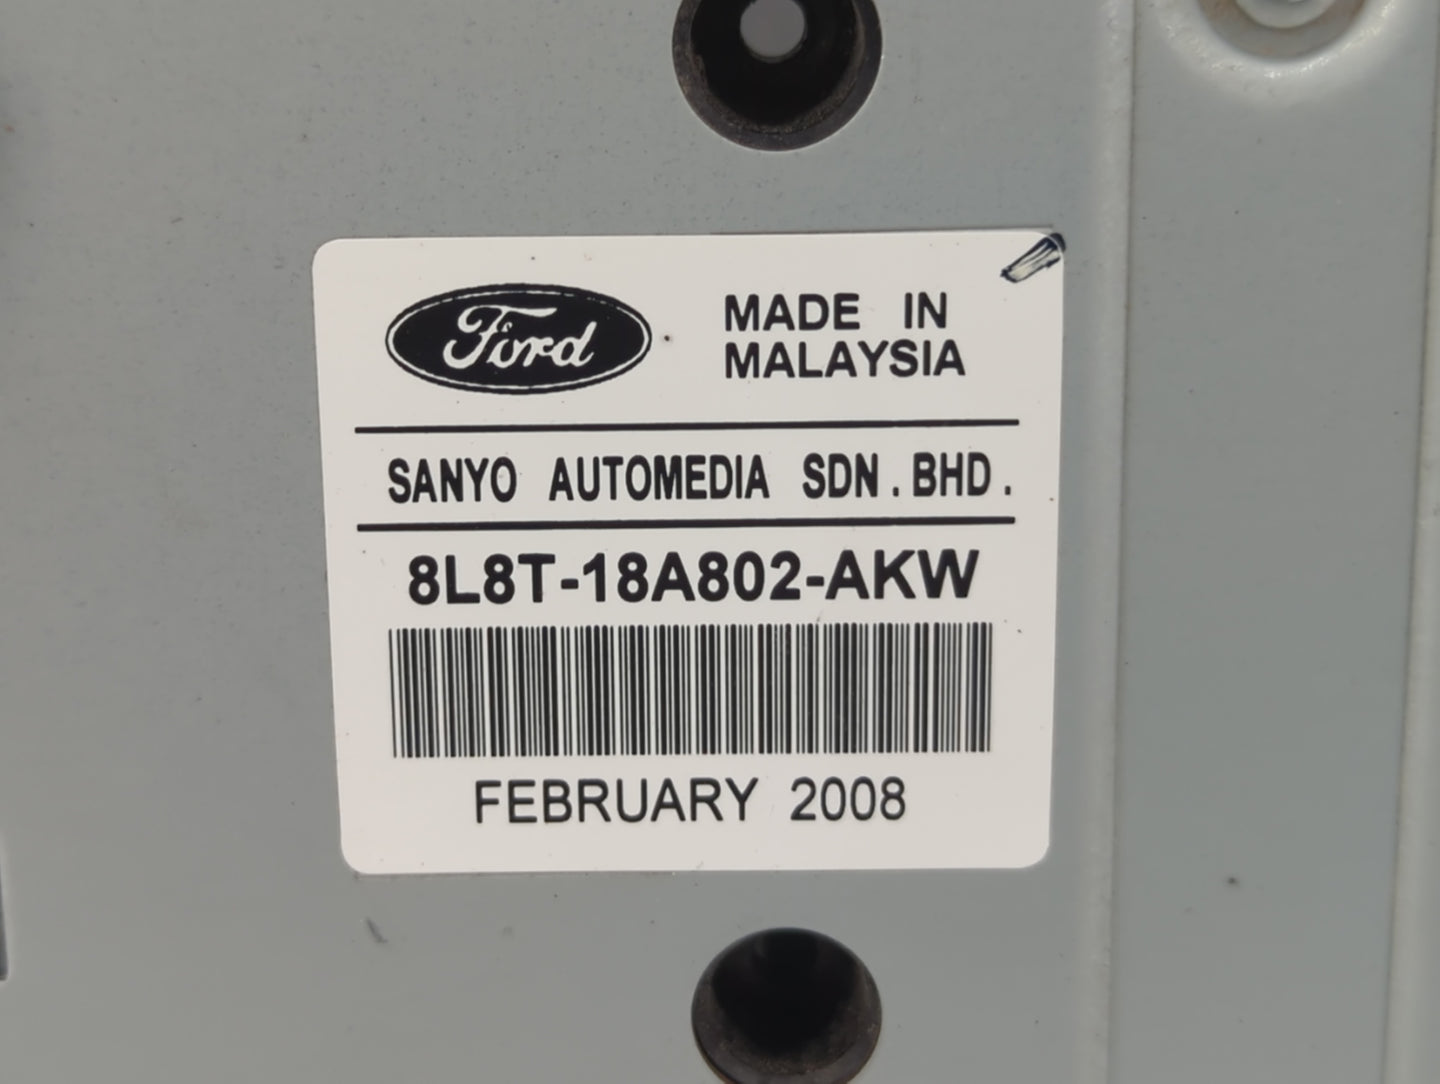 Ford
MADE IN
MALAYSIA
SANYO AUTOMEDIA SDN. BHD.
8L8T-18A802-AKW
FEBRUARY 2008